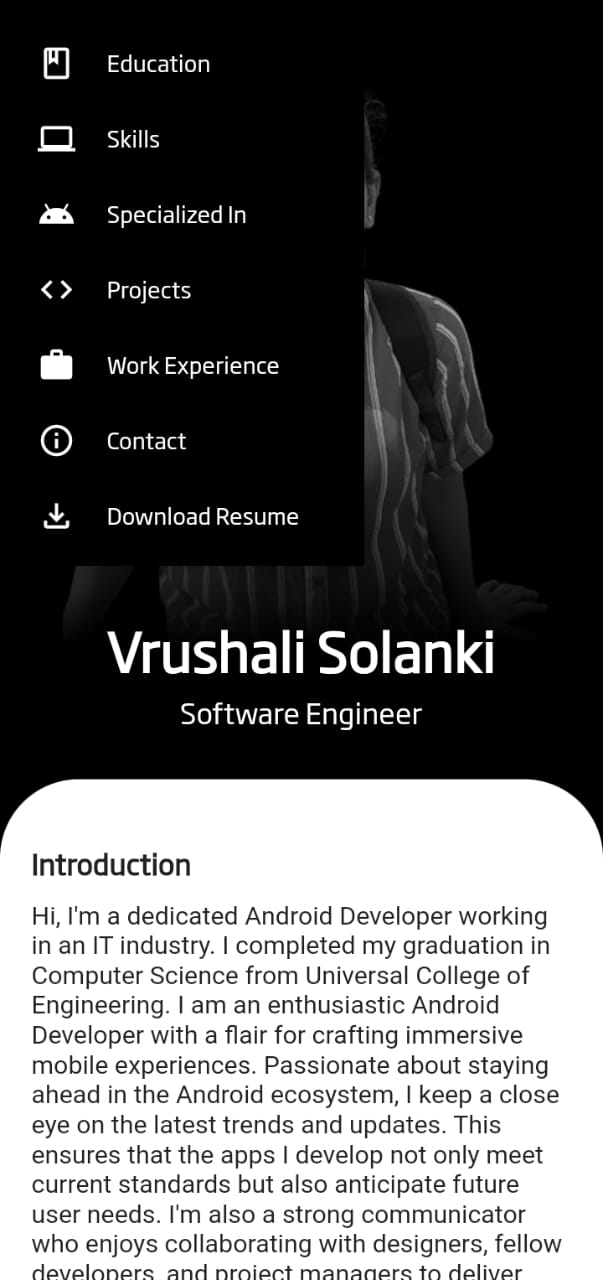 Education
Skills
Specialized In
Projects
Work Experience
Contact
Download Resume
Vrushali Solanki
Software Engineer
Introduction
Hi, I'm a dedicated Android Developer working
in an IT industry. I completed my graduation in
Computer Science from Universal College of
Engineering. I am an enthusiastic Android
Developer with a flair for crafting immersive
mobile experiences. Passionate about staying
ahead in the Android ecosystem, I keep a close
eye on the latest trends and updates. This
ensures that the apps I develop not only meet
current standards but also anticipate future
user needs. I'm also a strong communicator
who enjoys collaborating with designers, fellow
developers, and project managers to deliver